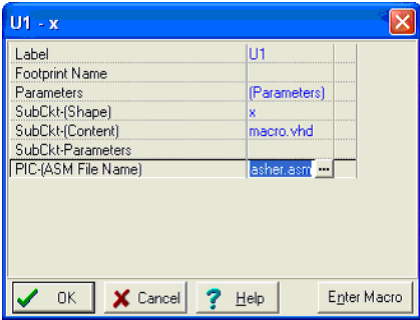 U1 - x
Label U1
Footprint Name
Parameters (Parameters)
SubCkt-(Shape) x
SubCkt-(Content) macro.vhd
SubCkt-Parameters
PIC-(ASM File Name) asher.asm ...
OK Cancel ? Help Enter Macro